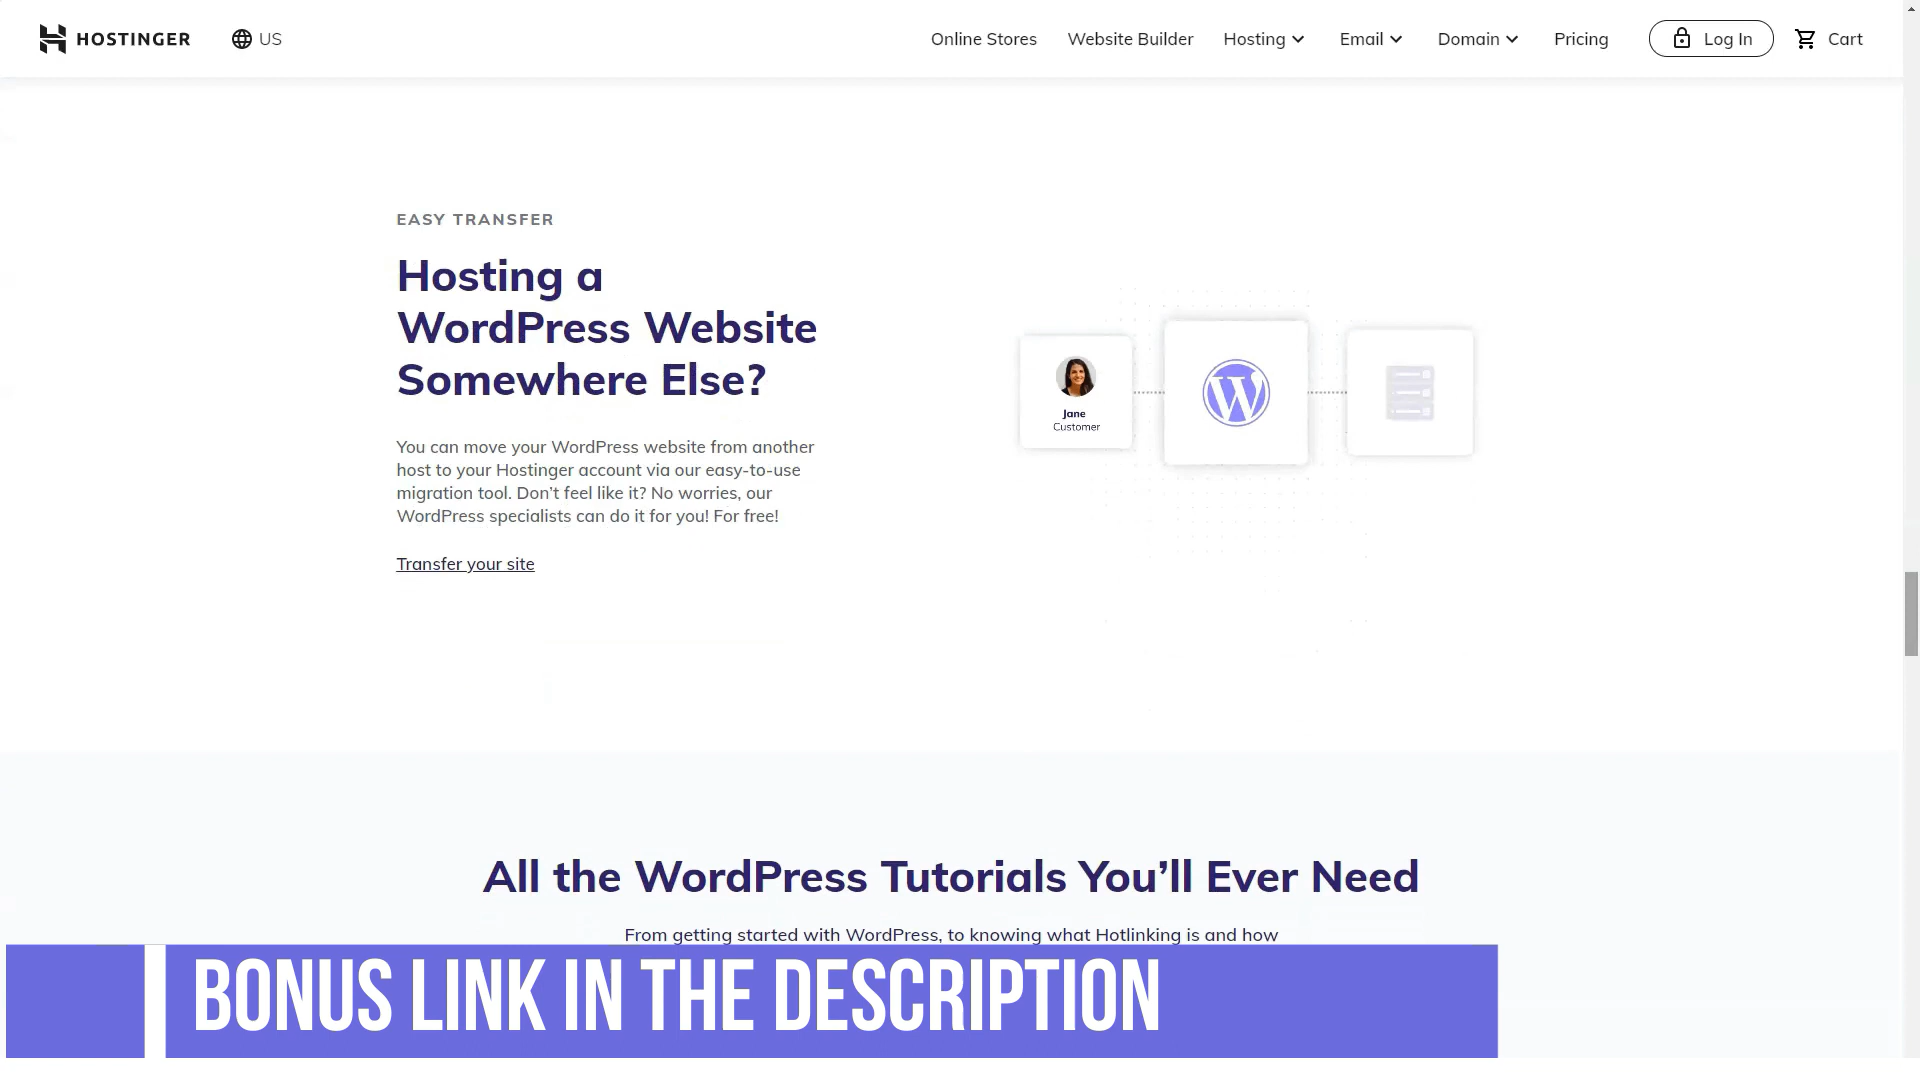 HOSTINGER
US
Online Stores
Website Builder
Hosting
Email
Domain
Pricing
Log In
Cart
EASY TRANSFER
Hosting a
WordPress Website
Somewhere Else?
You can move your WordPress website from another
host to your Hostinger account via our easy-to-use
migration tool. Don’t feel like it? No worries, our
WordPress specialists can do it for you! For free!
Transfer your site
Jane
Customer
All the WordPress Tutorials You’ll Ever Need
From getting started with WordPress, to knowing what Hotlinking is and how
BONUS LINK IN THE DESCRIPTION